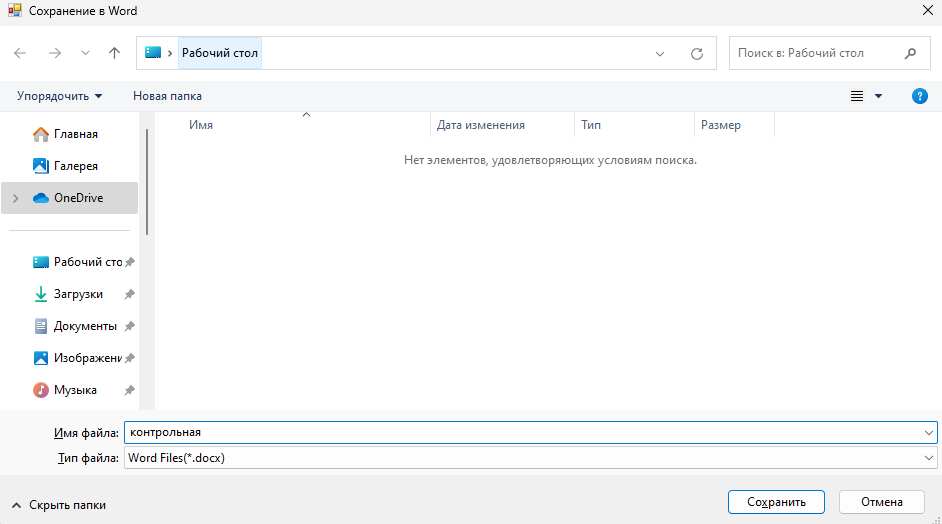 Сохранение в Word
Рабочий стол
Поиск в: Рабочий стол
Упорядочить
Новая папка
?
Имя
Дата изменения
Тип
Размер
Нет элементов, удовлетворяющих условиям поиска.
Главная
Галерея
OneDrive
Рабочий сто
Загрузки
Документы
Изображени
Музыка
Имя файла: контрольная
Тип файла: Word Files(*.docx)
Скрыть папки
Сохранить
Отмена